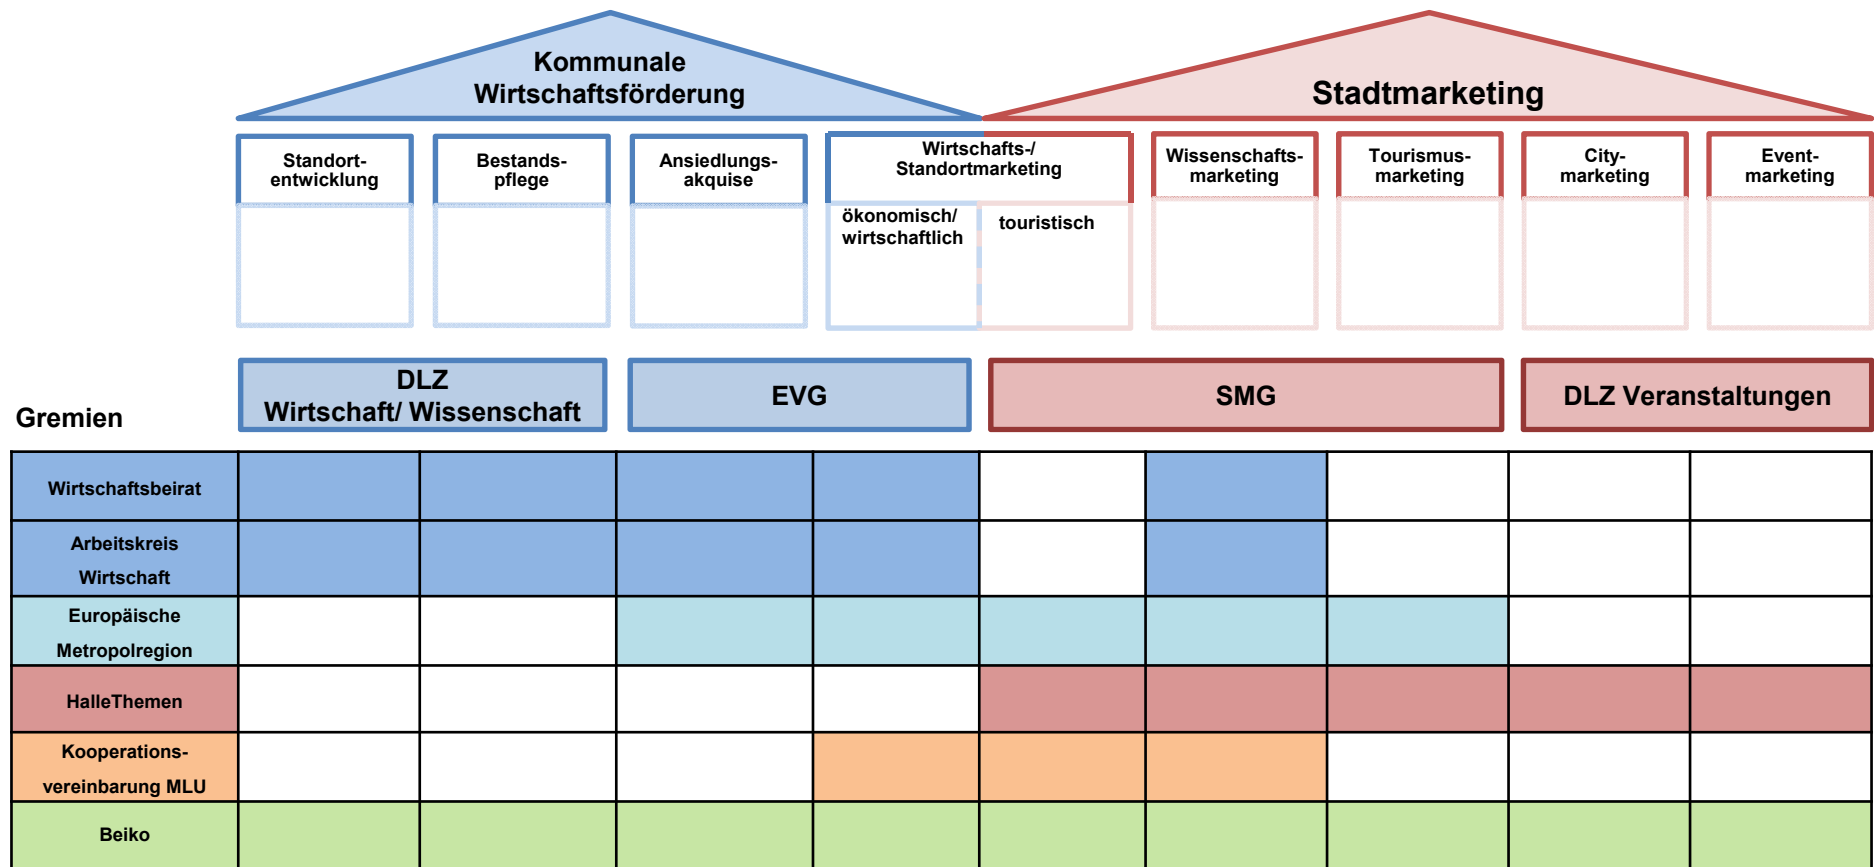 Kommunale
Wirtschaftsförderung
Stadtmarketing
Standort-
entwicklung
Bestands-
pflege
Ansiedlungs-
akquise
Wirtschafts-/
Standortmarketing
Wissenschafts-
marketing
Tourismus-
marketing
City-
marketing
Event-
marketing
ökonomisch/
wirtschaftlich
touristisch
DLZ
Wirtschaft/ Wissenschaft
EVG
SMG
DLZ Veranstaltungen
Gremien
Wirtschaftsbeirat
Arbeitskreis
Wirtschaft
Europäische
Metropolregion
HalleThemen
Kooperations-
vereinbarung MLU
Beiko